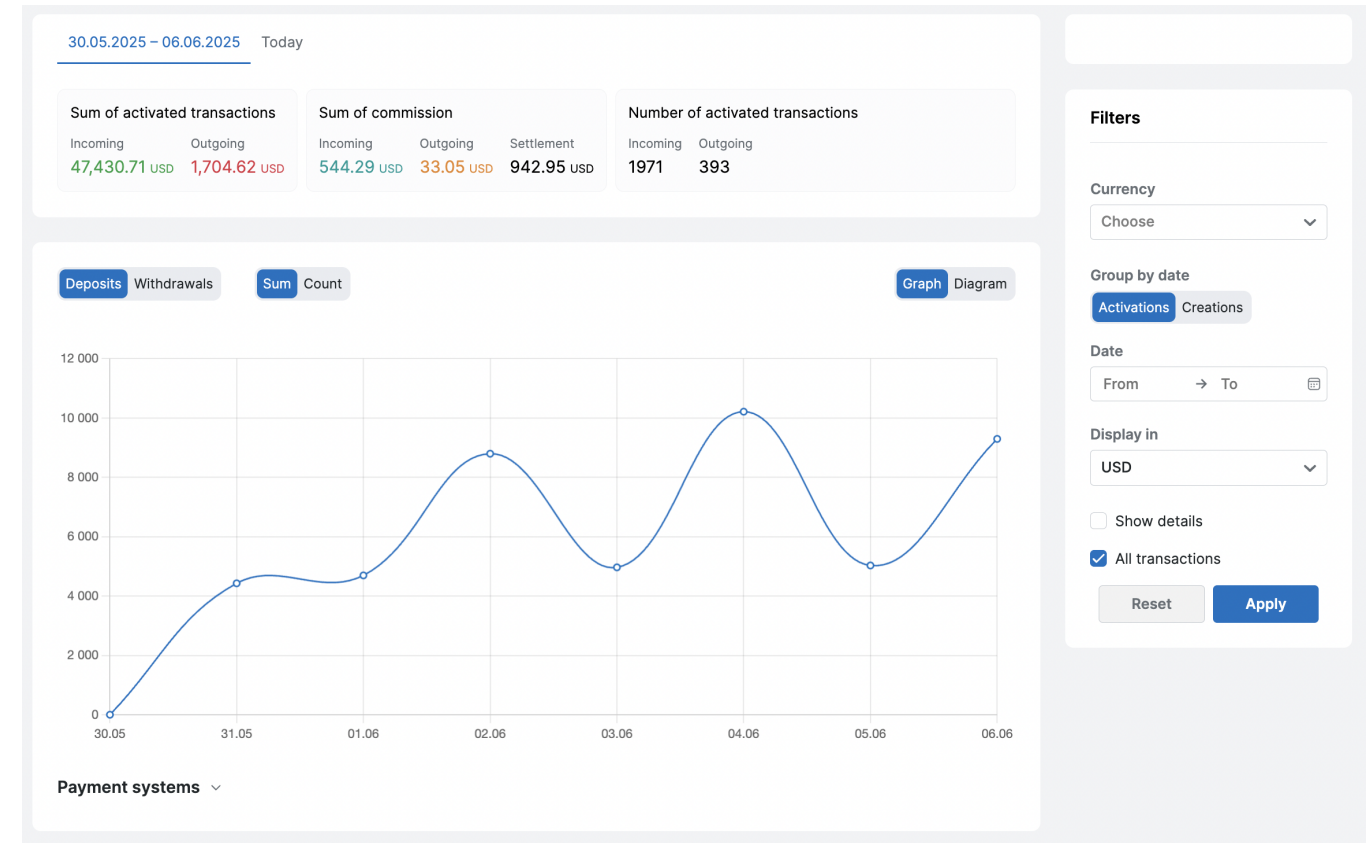 30.05.2025 – 06.06.2025 Today
Sum of activated transactions
Incoming Outgoing
47,430.71 USD 1,704.62 USD
Sum of commission
Incoming Outgoing Settlement
544.29 USD 33.05 USD 942.95 USD
Number of activated transactions
Incoming Outgoing
1971 393
Deposits Withdrawals
Sum Count
Graph Diagram
12 000
10 000
8 000
6 000
4 000
2 000
0
30.05 31.05 01.06 02.06 03.06 04.06 05.06 06.06
Payment systems
Filters
Currency
Choose
Group by date
Activations Creations
Date
From → To
Display in
USD
Show details
All transactions
Reset Apply